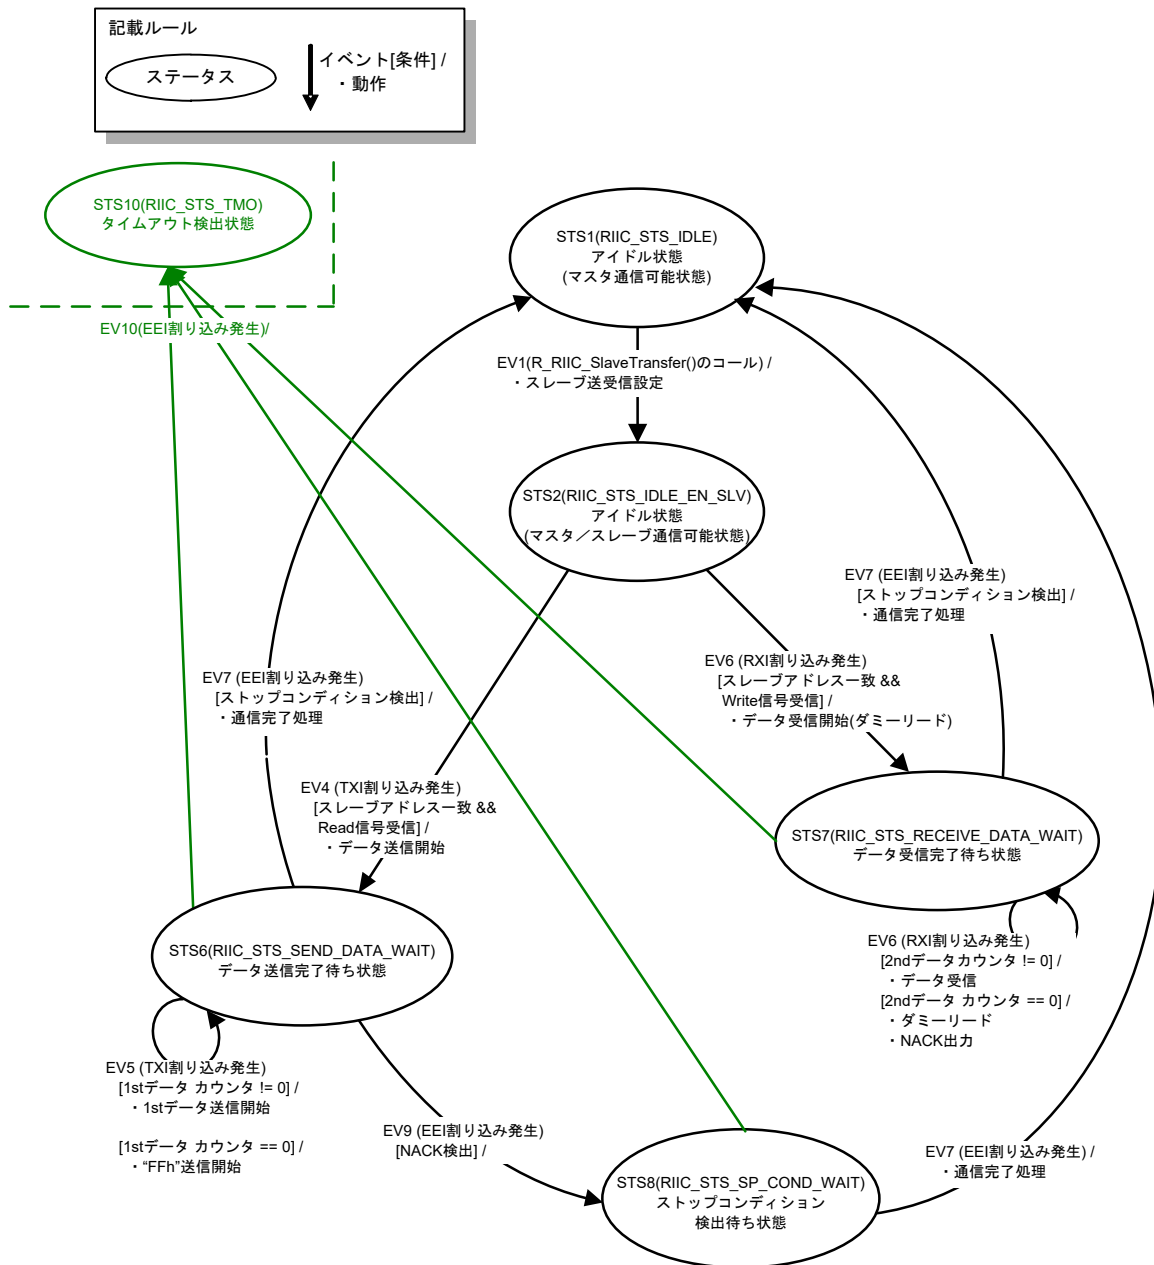 記載ルール
ステータス
イベント[条件] /
・動作
STS10(RIIC_STS_TMO)
タイムアウト検出状態
EV10(EEI割り込み発生)/
STS1(RIIC_STS_IDLE)
アイドル状態
(マスタ通信可能状態)
EV1(R_RIIC_SlaveTransfer()のコール) /
・スレーブ送受信設定
STS2(RIIC_STS_IDLE_EN_SLV)
アイドル状態
(マスタ／スレーブ通信可能状態)
EV7 (EEI割り込み発生)
[ストップコンディション検出] /
・通信完了処理
EV6 (RXI割り込み発生)
[スレーブアドレス一致 &&
Write信号受信] /
・データ受信開始(ダミーリード)
EV7 (EEI割り込み発生)
[ストップコンディション検出] /
・通信完了処理
EV4 (TXI割り込み発生)
[スレーブアドレス一致 &&
Read信号受信] /
・データ送信開始
STS7(RIIC_STS_RECEIVE_DATA_WAIT)
データ受信完了待ち状態
STS6(RIIC_STS_SEND_DATA_WAIT)
データ送信完了待ち状態
EV6 (RXI割り込み発生)
[2ndデータカウンタ != 0] /
・データ受信
[2ndデータ カウンタ == 0] /
・ダミーリード
・NACK出力
EV5 (TXI割り込み発生)
[1stデータ カウンタ != 0] /
・1stデータ送信開始
[1stデータ カウンタ == 0] /
・“FFh”送信開始
EV9 (EEI割り込み発生)
[NACK検出] /
EV7 (EEI割り込み発生) /
・通信完了処理
STS8(RIIC_STS_SP_COND_WAIT)
ストップコンディション
検出待ち状態